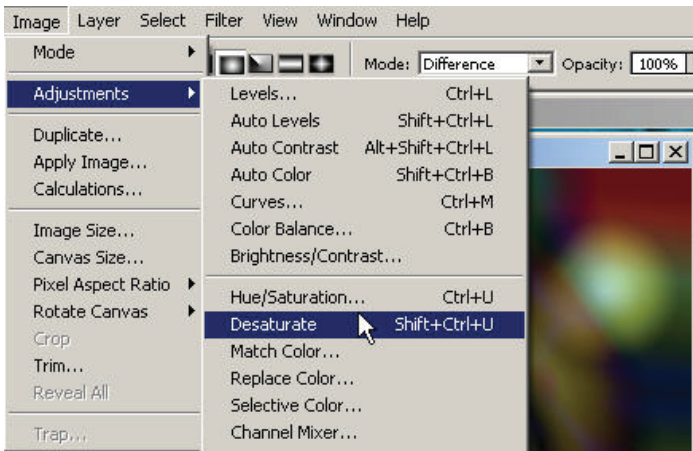 Image Layer Select Filter View Window Help
Mode
Mode: Difference Opacity: 100%
Adjustments
Duplicate...
Apply Image...
Calculations...
Image Size...
Canvas Size...
Pixel Aspect Ratio
Rotate Canvas
Crop
Trim...
Reveal All
Trap...
Levels... Ctrl+L
Auto Levels Shift+Ctrl+L
Auto Contrast Alt+Shift+Ctrl+L
Auto Color Shift+Ctrl+B
Curves... Ctrl+M
Color Balance... Ctrl+B
Brightness/Contrast...
Hue/Saturation... Ctrl+U
Desaturate Shift+Ctrl+U
Match Color...
Replace Color...
Selective Color...
Channel Mixer...